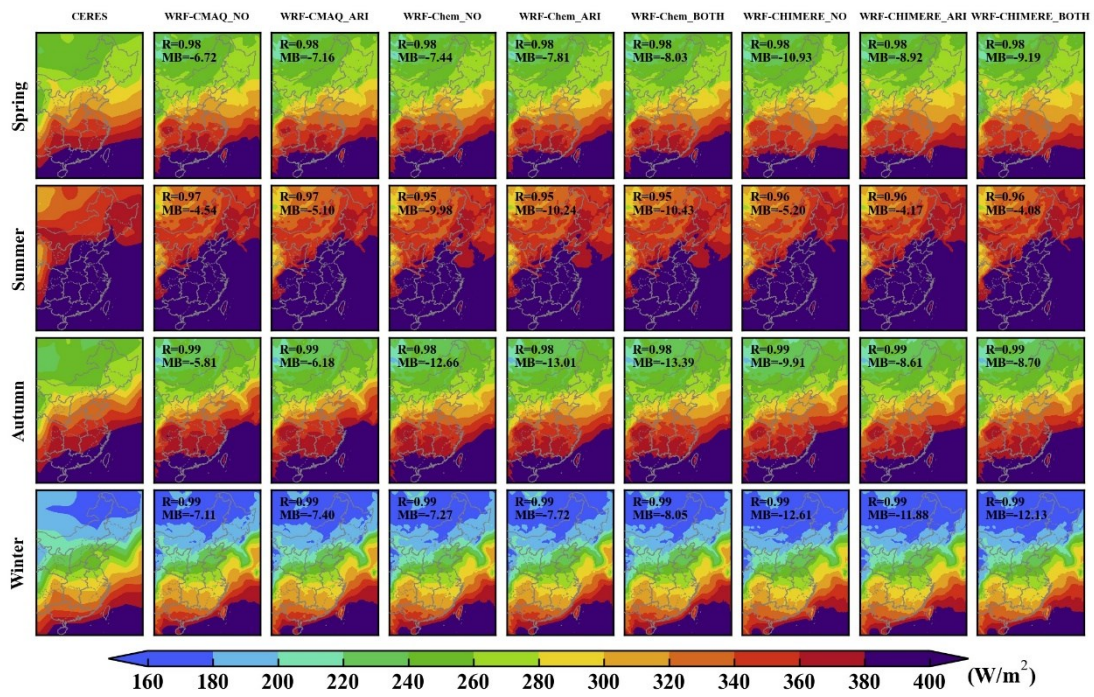 CERES WRF-CMAQ_NO WRF-CMAQ_ARI WRF-Chem_NO WRF-Chem_ARI WRF-Chem_BOTH WRF-CHIMERE_NO WRF-CHIMERE_ARI WRF-CHIMERE_BOTH
Spring
R=0.98 R=0.98 R=0.98 R=0.98 R=0.98 R=0.98 R=0.98 R=0.98
MB=-6.72 MB=-7.16 MB=-7.44 MB=-7.81 MB=-8.03 MB=-10.93 MB=-8.92 MB=-9.19
Summer
R=0.97 R=0.97 R=0.95 R=0.95 R=0.95 R=0.96 R=0.96 R=0.96
MB=-4.54 MB=-5.10 MB=-9.98 MB=-10.24 MB=-10.43 MB=-5.20 MB=-4.17 MB=-4.08
Autumn
R=0.99 R=0.99 R=0.98 R=0.98 R=0.98 R=0.99 R=0.99 R=0.99
MB=-5.81 MB=-6.18 MB=-12.66 MB=-13.01 MB=-13.39 MB=-9.91 MB=-8.61 MB=-8.70
Winter
R=0.99 R=0.99 R=0.99 R=0.99 R=0.99 R=0.99 R=0.99 R=0.99
MB=-7.11 MB=-7.40 MB=-7.27 MB=-7.72 MB=-8.05 MB=-12.61 MB=-11.88 MB=-12.13
160 180 200 220 240 260 280 300 320 340 360 380 400 (W/m²)